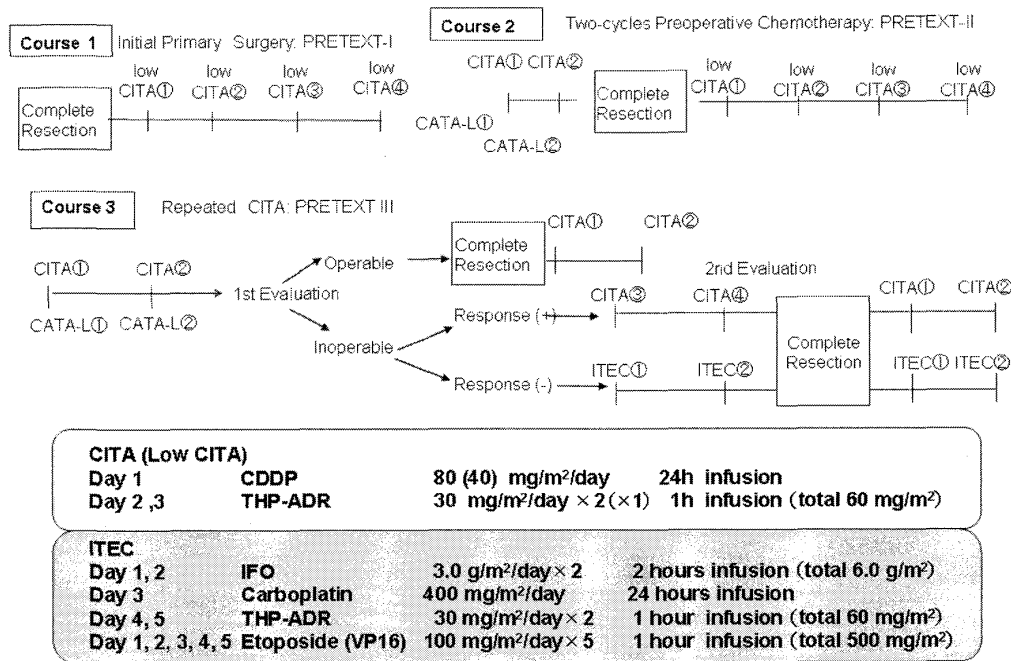 Course 1 Initial Primary Surgery: PRETEXT-I
low low low low
CITA① CITA② CITA③ CITA④
Complete
Resection
Course 2 Two-cycles Preoperative Chemotherapy: PRETEXT-II
CITA① CITA②
CATA-L①
CATA-L②
Complete
Resection
low low low low
CITA① CITA② CITA③ CITA④
Course 3 Repeated CITA: PRETEXT III
CITA① CITA②
CATA-L① CATA-L②
1st Evaluation
Operable
Complete
Resection
CITA① CITA②
Inoperable
Response (+)
CITA③ CITA④
2nd Evaluation
Complete
Resection
CITA① CITA②
Response (-)
ITEC① ITEC②
ITEC① ITEC②
CITA (Low CITA)
Day 1 CDDP 80 (40) mg/m²/day 24h infusion
Day 2 ,3 THP-ADR 30 mg/m²/day ×2 (×1) 1h infusion (total 60 mg/m²)
ITEC
Day 1, 2 IFO 3.0 g/m²/day× 2 2 hours infusion (total 6.0 g/m²)
Day 3 Carboplatin 400 mg/m²/day 24 hours infusion
Day 4, 5 THP-ADR 30 mg/m²/day× 2 1 hour infusion (total 60 mg/m²)
Day 1, 2, 3, 4, 5 Etoposide (VP16) 100 mg/m²/day× 5 1 hour infusion (total 500 mg/m²)